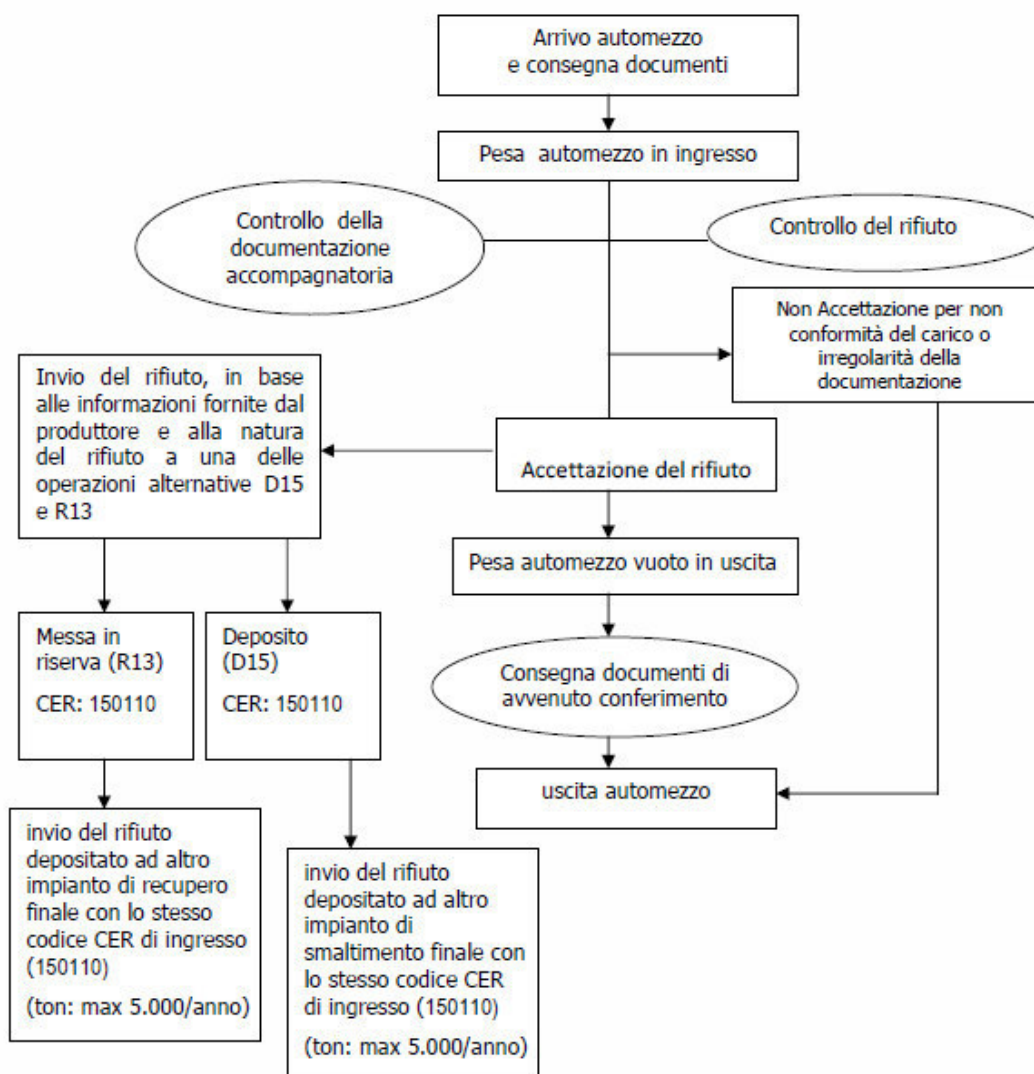 Arrivo automezzo
e consegna documenti
Pesa automezzo in ingresso
Controllo della
documentazione
accompagnatoria
Controllo del rifiuto
Non Accettazione per non
conformità del carico o
irregolarità della
documentazione
Invio del rifiuto, in base
alle informazioni fornite dal
produttore e alla natura
del rifiuto a una delle
operazioni alternative D15
e R13
Accettazione del rifiuto
Pesa automezzo vuoto in uscita
Messa in
riserva (R13)
CER: 150110
Deposito
(D15)
CER: 150110
Consegna documenti di
avvenuto conferimento
uscita automezzo
invio del rifiuto
depositato ad altro
impianto di recupero
finale con lo stesso
codice CER di ingresso
(150110)
(ton: max 5.000/anno)
invio del rifiuto
depositato ad altro
impianto di
smaltimento finale con
lo stesso codice CER
di ingresso (150110)
(ton: max 5.000/anno)